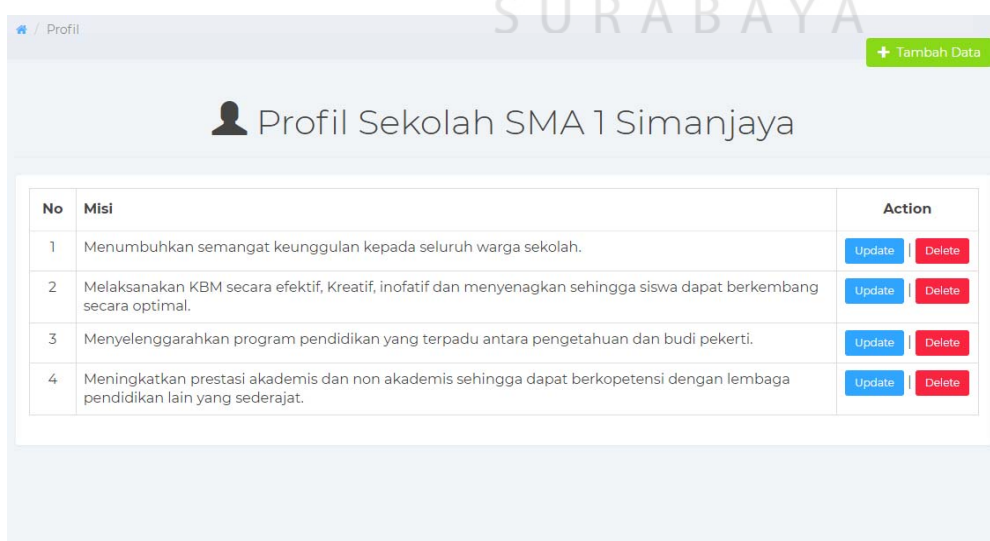 SURABAYA
/ Profil
+ Tambah Data
Profil Sekolah SMA 1 Simanjaya
No Misi Action
1 Menumbuhkan semangat keunggulan kepada seluruh warga sekolah. Update | Delete
2 Melaksanakan KBM secara efektif, Kreatif, inofatif dan menyenagkan sehingga siswa dapat berkembang Update | Delete
secara optimal.
3 Menyelenggarahkan program pendidikan yang terpadu antara pengetahuan dan budi pekerti. Update | Delete
4 Meningkatkan prestasi akademis dan non akademis sehingga dapat berkopetensi dengan lembaga Update | Delete
pendidikan lain yang sederajat.